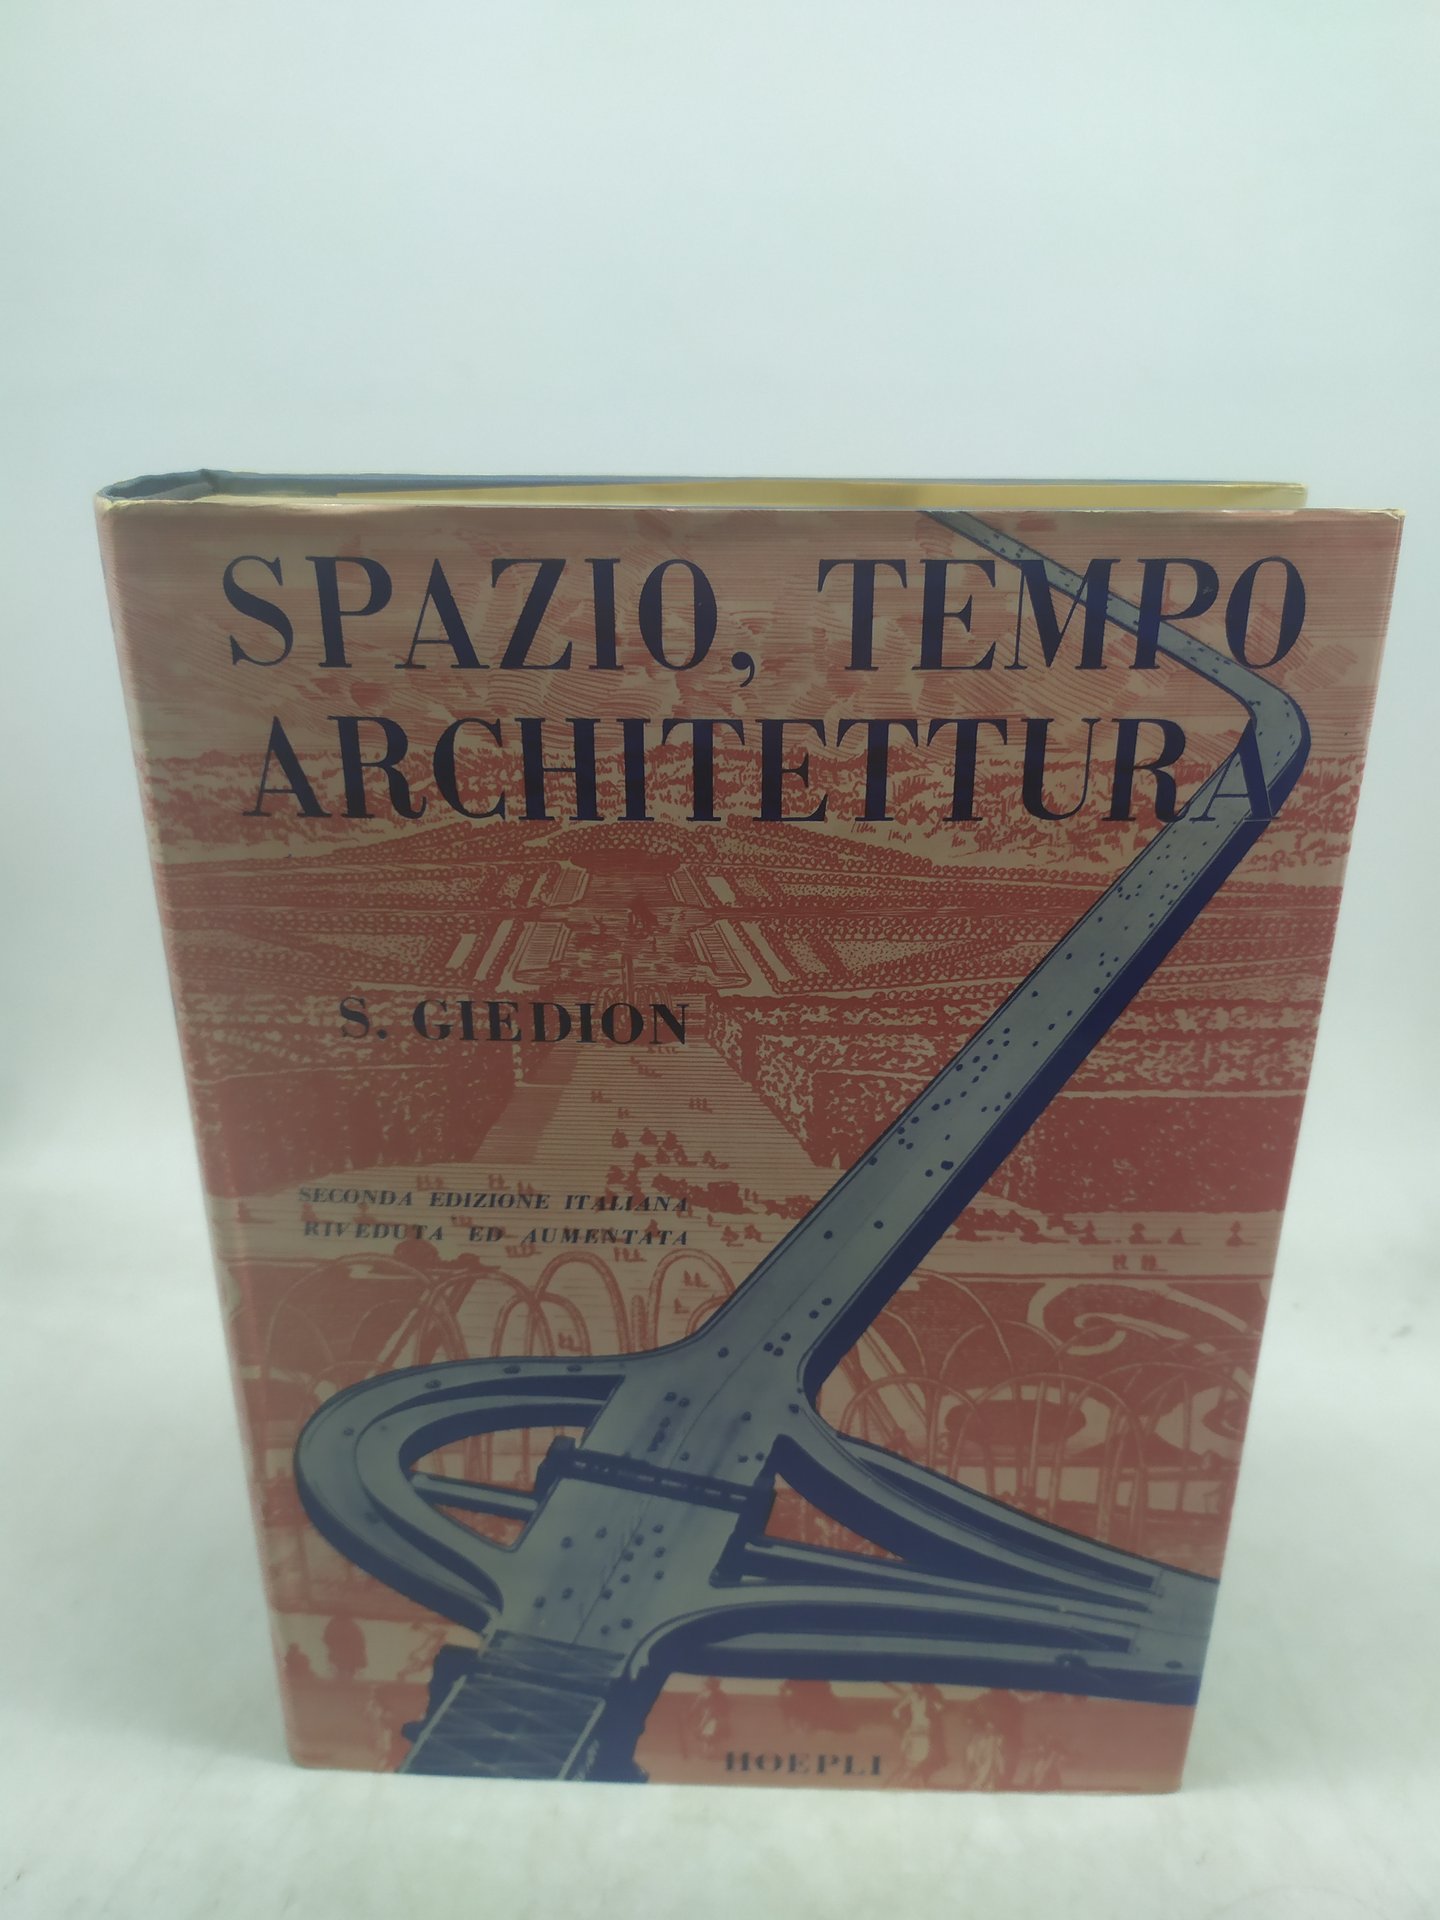 SPAZIO, TEMPO
ARCHITETTURA
S. GIEDION
SECONDA EDIZIONE ITALIANA
RIVEDUTA ED AUMENTATA
HOEPLI